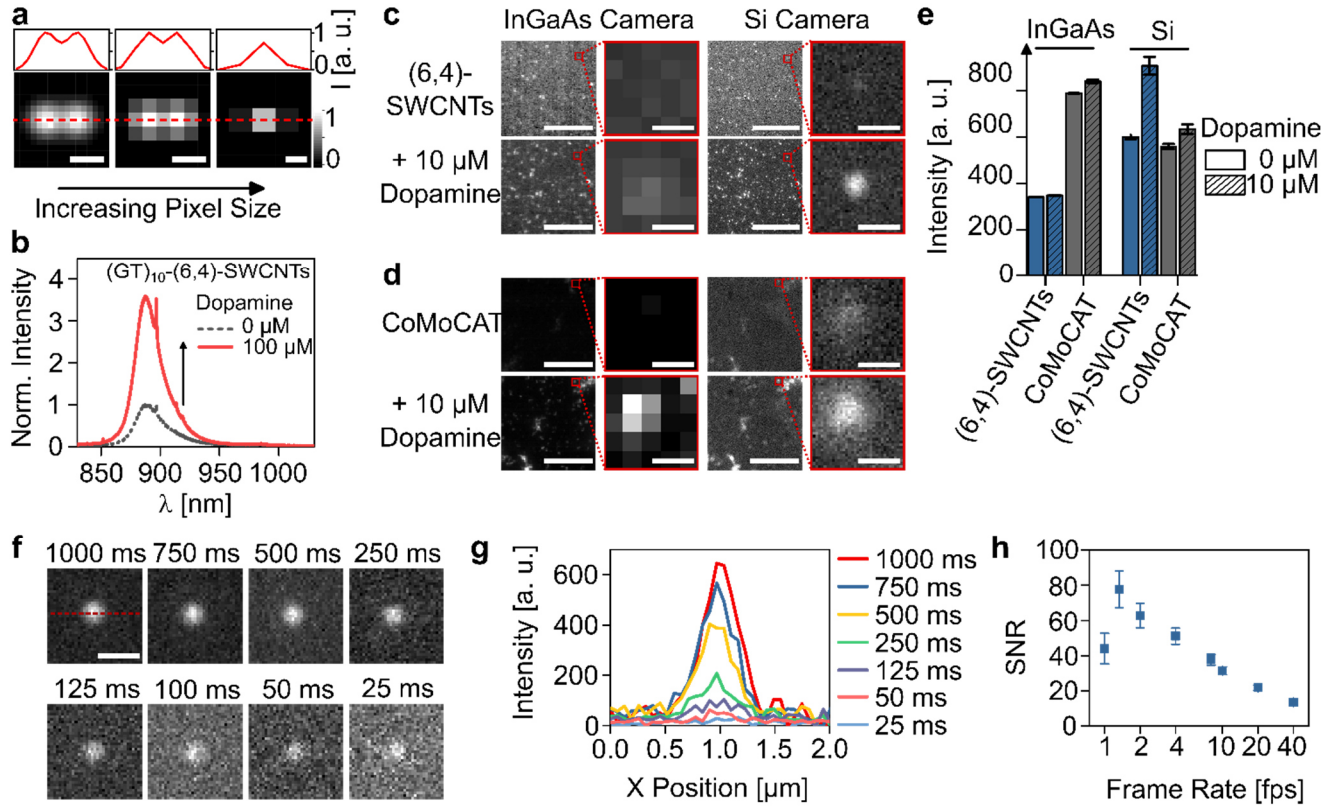 a
1
0
I [a. u.]
1
0
Increasing Pixel Size
b
(GT)₁₀-(6,4)-SWCNTs
Dopamine
0 µM
100 µM
4
3
2
1
0
Norm. Intensity
850 900 950 1000
λ [nm]
c
InGaAs Camera Si Camera
(6,4)-
SWCNTs
+ 10 µM
Dopamine
d
CoMoCAT
+ 10 µM
Dopamine
e
InGaAs Si
800
600
400
200
0
Intensity [a. u.]
Dopamine
0 µM
10 µM
(6,4)-SWCNTs
CoMoCAT
(6,4)-SWCNTs
CoMoCAT
f
1000 ms 750 ms 500 ms 250 ms
125 ms 100 ms 50 ms 25 ms
g
600
400
200
0
Intensity [a. u.]
0.0 0.5 1.0 1.5 2.0
X Position [µm]
1000 ms
750 ms
500 ms
250 ms
125 ms
50 ms
25 ms
h
100
80
60
40
20
0
SNR
1 2 4 10 20 40
Frame Rate [fps]